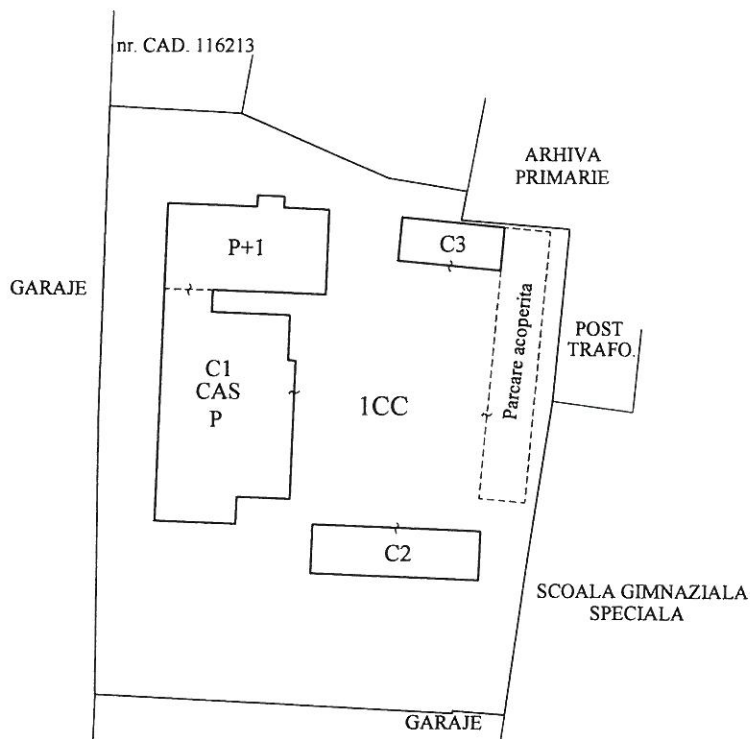 nr. CAD. 116213
ARHIVA
PRIMARIE
P+1
C3
GARAJE
Parcare acoperita
POST
TRAFO.
C1
CAS
P
1CC
C2
SCOALA GIMNAZIALA
SPECIALA
GARAJE